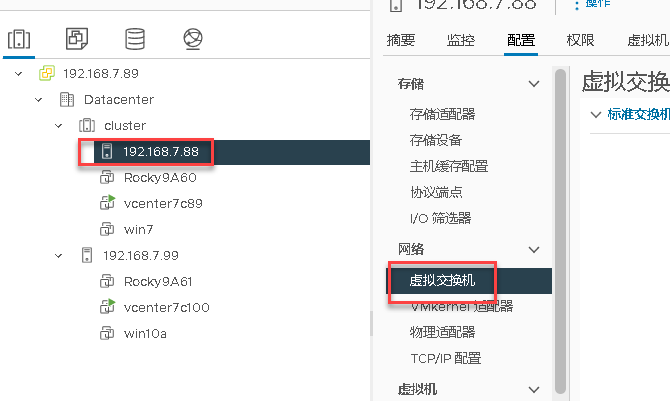 192.168.7.89
Datacenter
cluster
192.168.7.88
Rocky9A60
vcenter7c89
win7
192.168.7.99
Rocky9A61
vcenter7c100
win10a
192.168.7.88
操作
摘要 监控 配置 权限 虚拟机
存储
存储适配器
存储设备
主机缓存配置
协议端点
I/O 筛选器
网络
虚拟交换机
VMkernel 适配器
物理适配器
TCP/IP 配置
虚拟机
虚拟交换
标准交换机